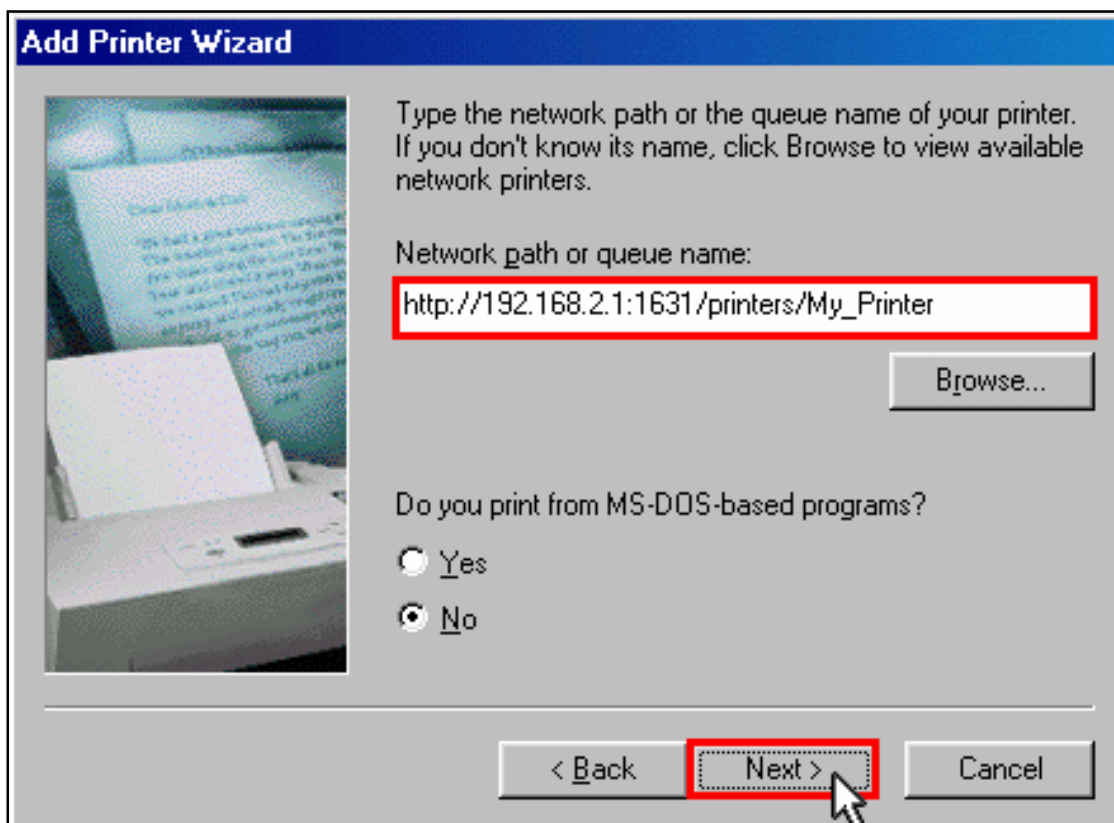 Add Printer Wizard
Type the network path or the queue name of your printer.
If you don't know its name, click Browse to view available
network printers.
Network path or queue name:
http://192.168.2.1:1631/printers/My_Printer
Browse...
Do you print from MS-DOS-based programs?
Yes
No
< Back
Next >
Cancel